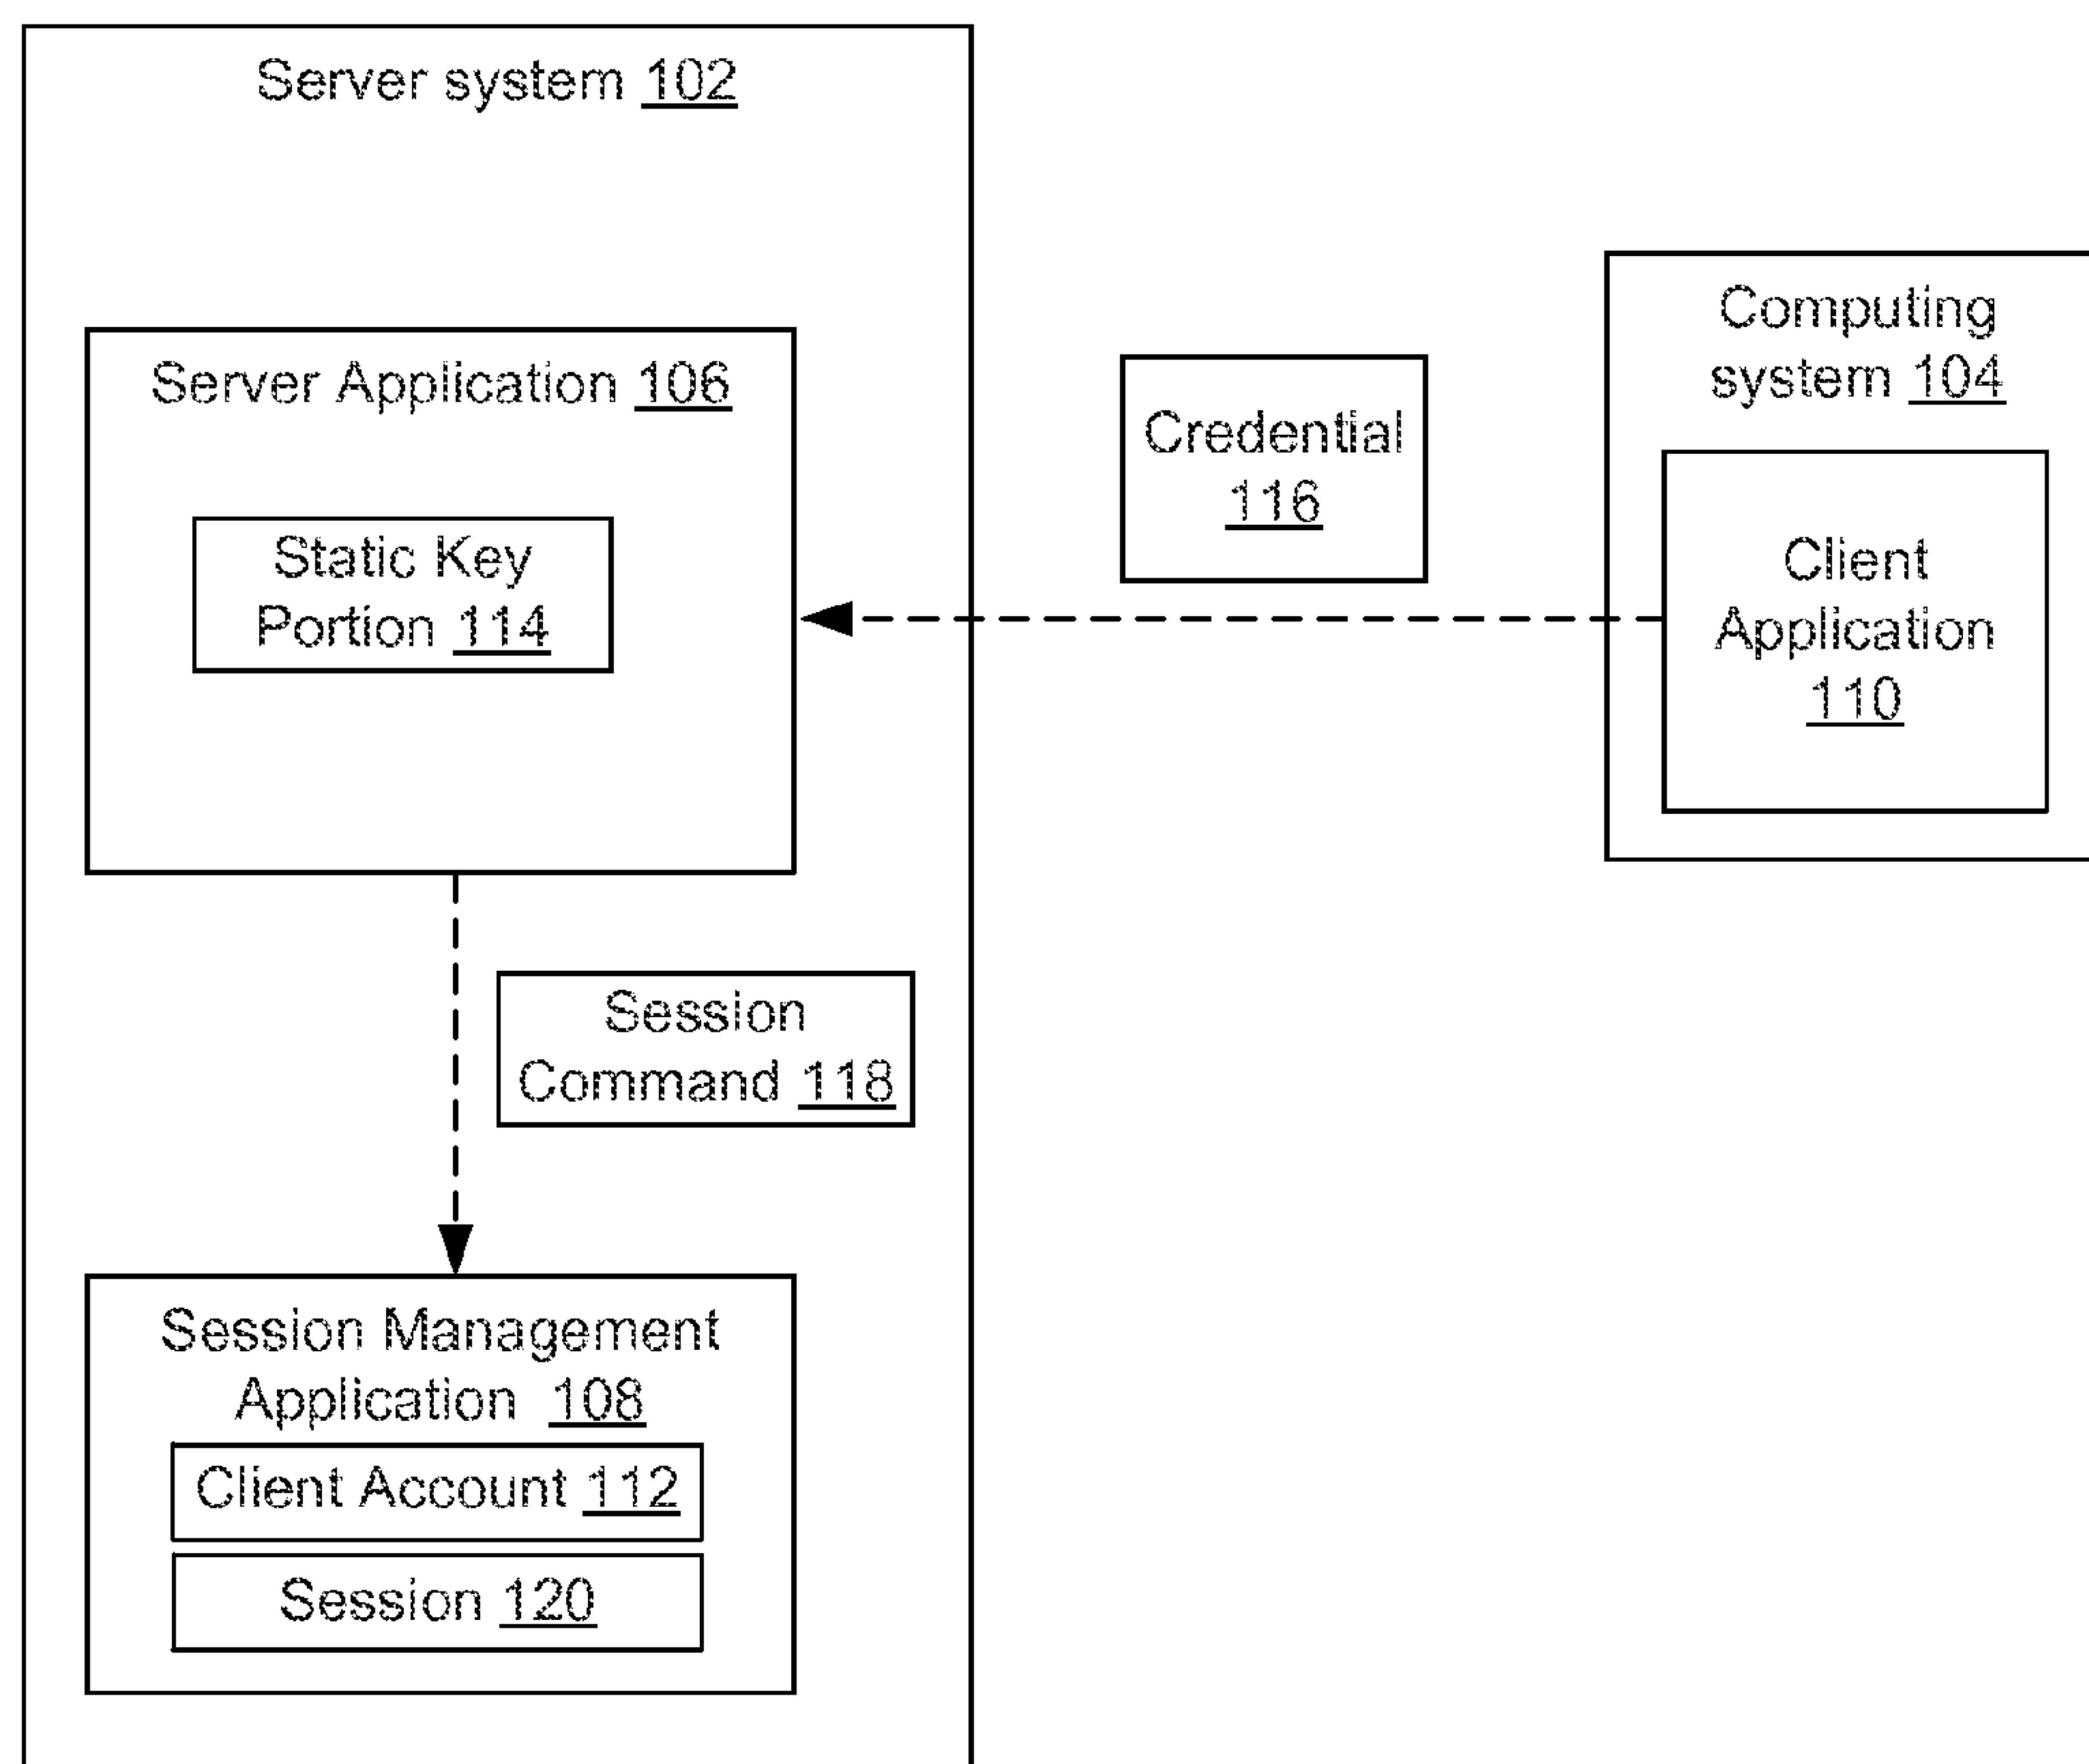 Server system 102
Server Application 106
Static Key
Portion 114
Credential
116
Computing
system 104
Client
Application
110
Session
Command 118
Session Management
Application 108
Client Account 112
Session 120